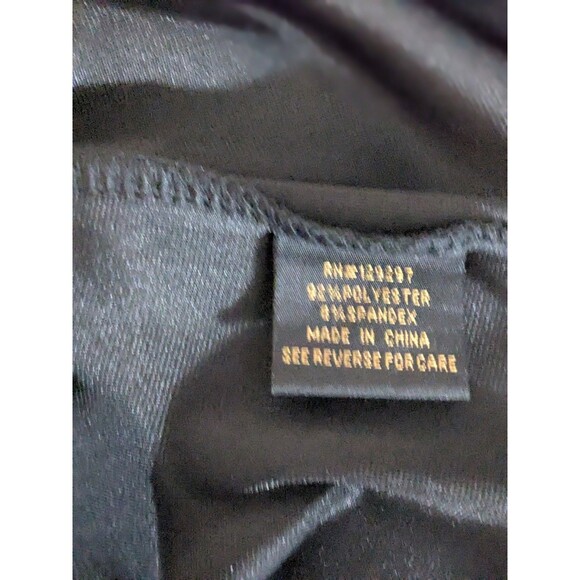 RN#129297
92%POLYESTER
8%SPANDEX
MADE IN CHINA
SEE REVERSE FOR CARE